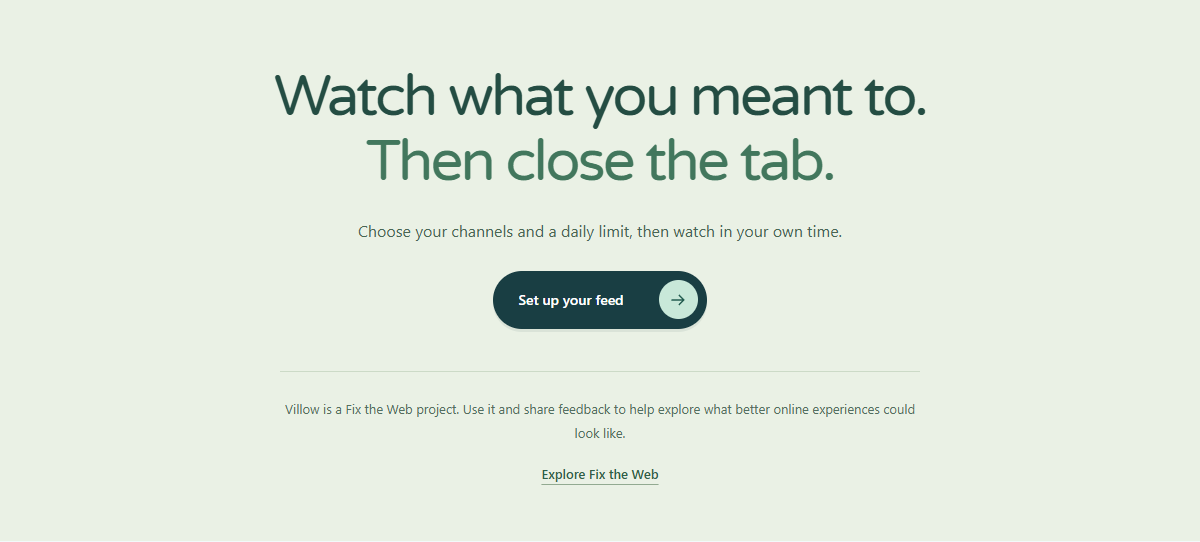 Watch what you meant to.
Then close the tab.
Choose your channels and a daily limit, then watch in your own time.
Set up your feed
Villow is a Fix the Web project. Use it and share feedback to help explore what better online experiences could
look like.
Explore Fix the Web